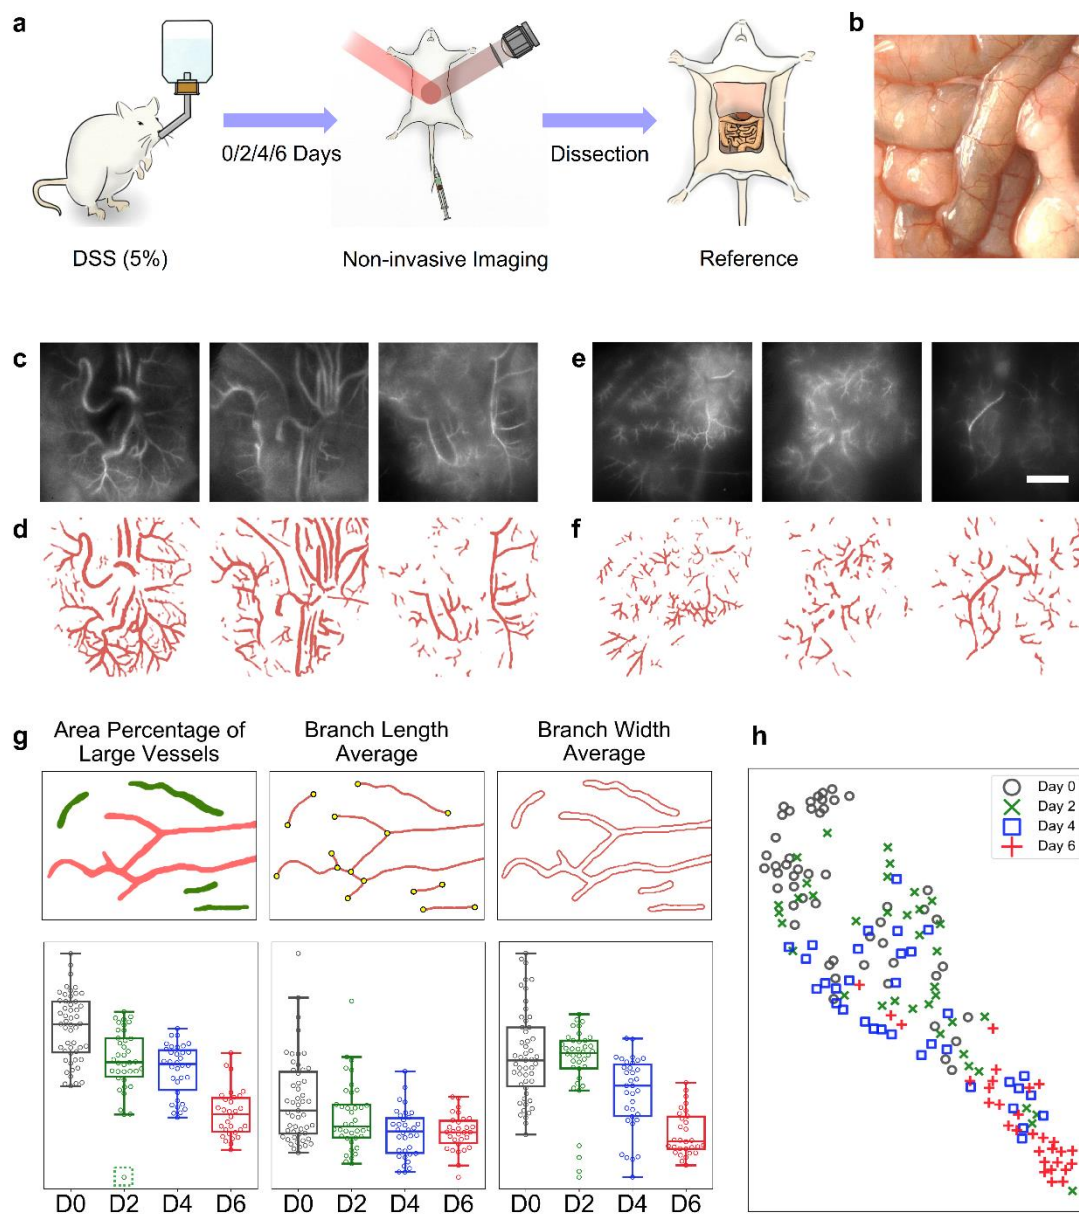 a
b
0/2/4/6 Days
Dissection
DSS (5%)
Non-invasive Imaging
Reference
c
e
d
f
g
Area Percentage of
Large Vessels
Branch Length
Average
Branch Width
Average
h
Day 0
Day 2
Day 4
Day 6
D0 D2 D4 D6
D0 D2 D4 D6
D0 D2 D4 D6